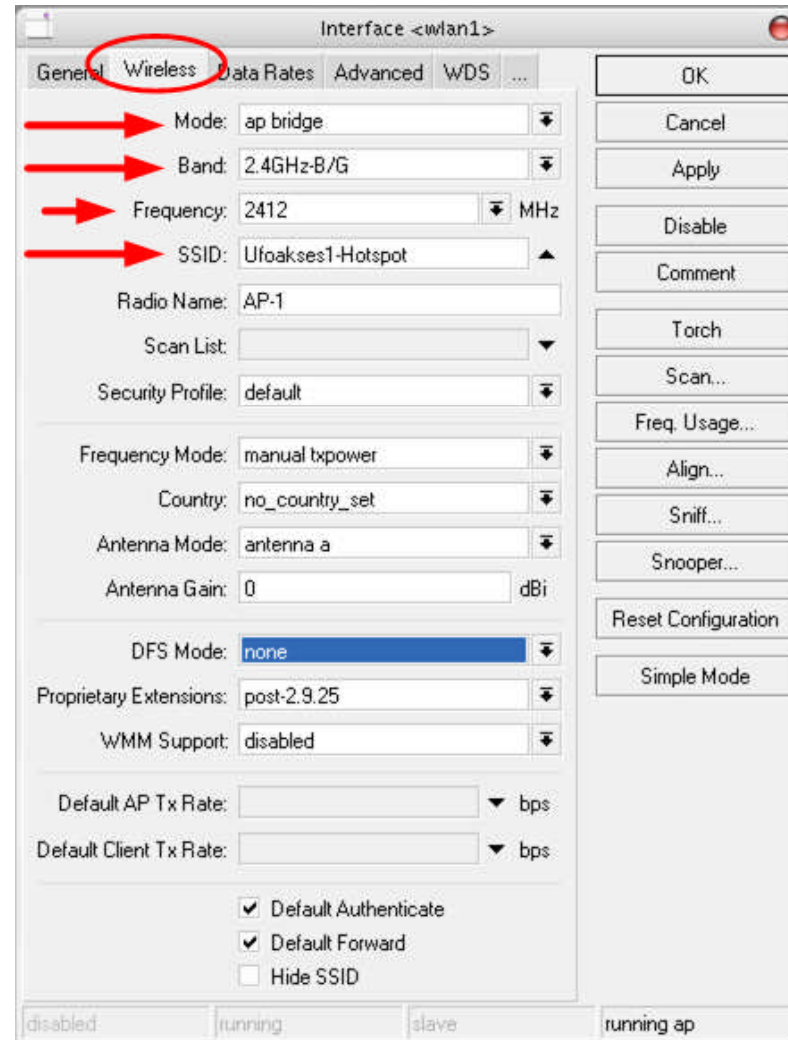 Interface <wlan1>
General Wireless Data Rates Advanced WDS ...
Mode: ap bridge
Band: 2.4GHz-B/G
Frequency: 2412 MHz
SSID: Ufoakses1-Hotspot
Radio Name: AP-1
Scan List:
Security Profile: default
Frequency Mode: manual txpower
Country: no_country_set
Antenna Mode: antenna a
Antenna Gain: 0 dBi
DFS Mode: none
Proprietary Extensions: post-2.9.25
WMM Support: disabled
Default AP Tx Rate: bps
Default Client Tx Rate: bps
Default Authenticate
Default Forward
Hide SSID
OK
Cancel
Apply
Disable
Comment
Torch
Scan...
Freq. Usage...
Align...
Sniff...
Snooper...
Reset Configuration
Simple Mode
disabled running slave running ap